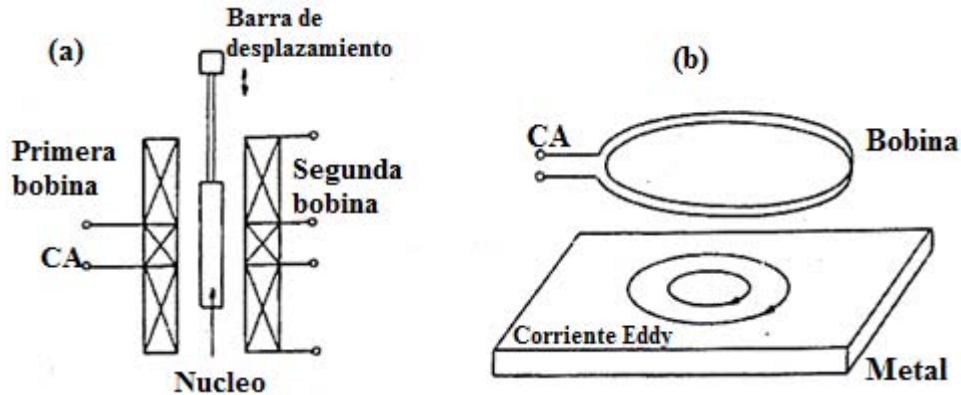 (a)
Barra de
desplazamiento
Primera
bobina
CA
Segunda
bobina
Nucleo
(b)
CA
Bobina
Corriente Eddy
Metal